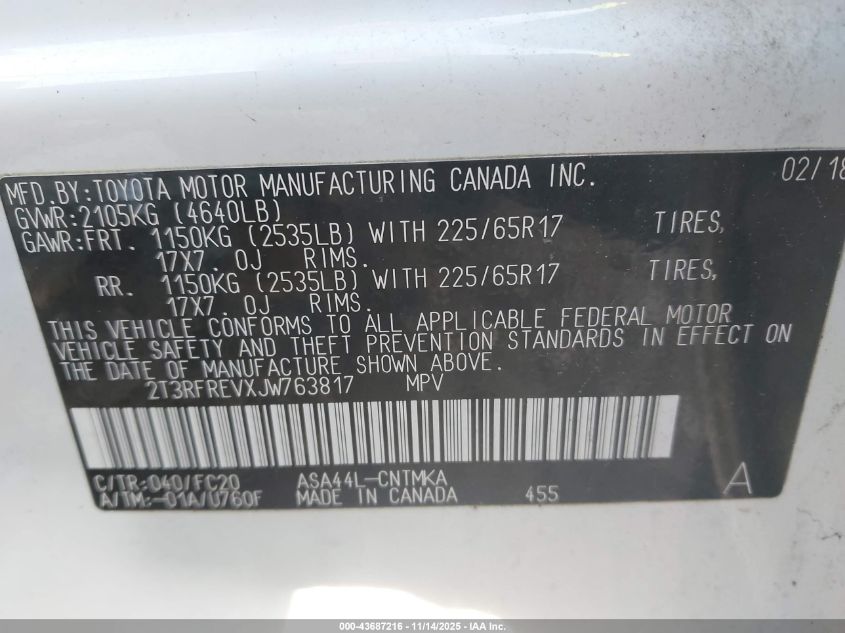 MFD.BY:TOYOTA MOTOR MANUFACTURING CANADA INC. 02/18
GVWR:2105KG (4640LB)
GAWR:FRT. 1150KG (2535LB) WITH 225/65R17 TIRES,
17X7.0J RIMS.
RR. 1150KG (2535LB) WITH 225/65R17 TIRES,
17X7.0J RIMS.
THIS VEHICLE CONFORMS TO ALL APPLICABLE FEDERAL MOTOR
VEHICLE SAFETY AND THEFT PREVENTION STANDARDS IN EFFECT ON
THE DATE OF MANUFACTURE SHOWN ABOVE.
2T3RFREVXJW763817 MPV
C/TR:040/FC20 ASA44L-CNTMKA A
A/TM:-01A/U760F MADE IN CANADA 455
000-43687216 - 11/14/2025 - IAA Inc.